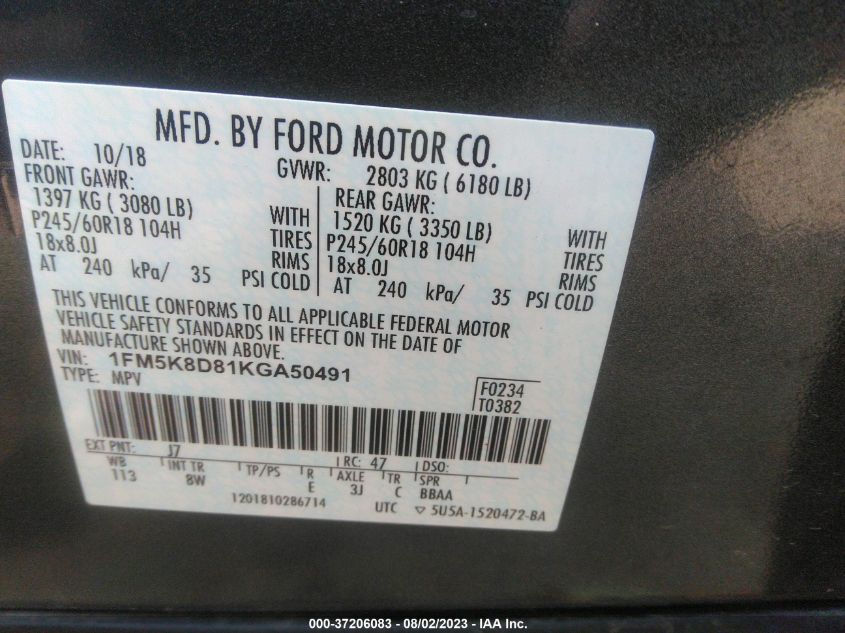 MFD. BY FORD MOTOR CO.
DATE: 10/18 GVWR: 2803 KG ( 6180 LB)
FRONT GAWR: REAR GAWR:
1397 KG ( 3080 LB) WITH 1520 KG ( 3350 LB) WITH
P245/60R18 104H TIRES P245/60R18 104H TIRES
18x8.0J RIMS 18x8.0J RIMS
AT 240 kPa/ 35 PSI COLD AT 240 kPa/ 35 PSI COLD
THIS VEHICLE CONFORMS TO ALL APPLICABLE FEDERAL MOTOR
VEHICLE SAFETY STANDARDS IN EFFECT ON THE DATE OF
MANUFACTURE SHOWN ABOVE.
VIN: 1FM5K8D81KGA50491
TYPE: MPV
F0234
T0382
EXT PNT: J7 RC: 47 DSO:
WB INT TR TP/PS R AXLE TR SPR
113 8W E 3J C BBAA
1201810286714 UTC ▽ 5U5A-1520472-BA
000-37206083 - 08/02/2023 - IAA Inc.